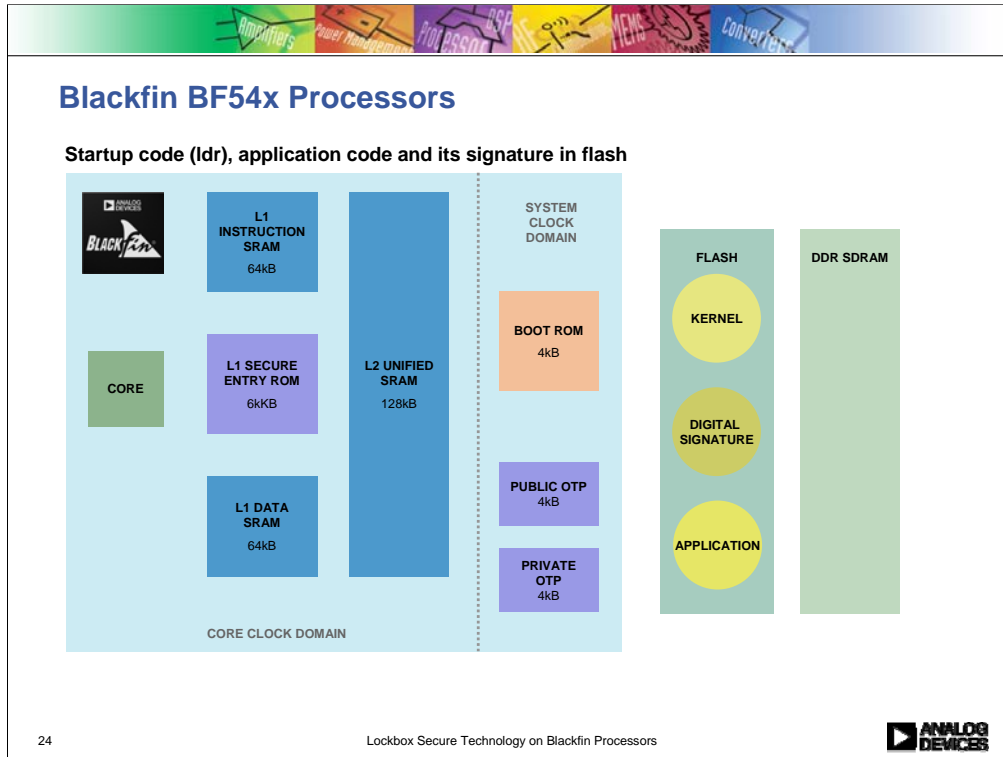 Amplifiers Power Management Processor DSP RF MEMS Converters
Blackfin BF54x Processors
Startup code (ldr), application code and its signature in flash
ANALOG
DEVICES
BLACKfin®
L1
INSTRUCTION
SRAM
64kB
CORE
L1 SECURE
ENTRY ROM
6kKB
L1 DATA
SRAM
64kB
L2 UNIFIED
SRAM
128kB
CORE CLOCK DOMAIN
SYSTEM
CLOCK
DOMAIN
BOOT ROM
4kB
PUBLIC OTP
4kB
PRIVATE
OTP
4kB
FLASH
KERNEL
DIGITAL
SIGNATURE
APPLICATION
DDR SDRAM
24
Lockbox Secure Technology on Blackfin Processors
ANALOG
DEVICES